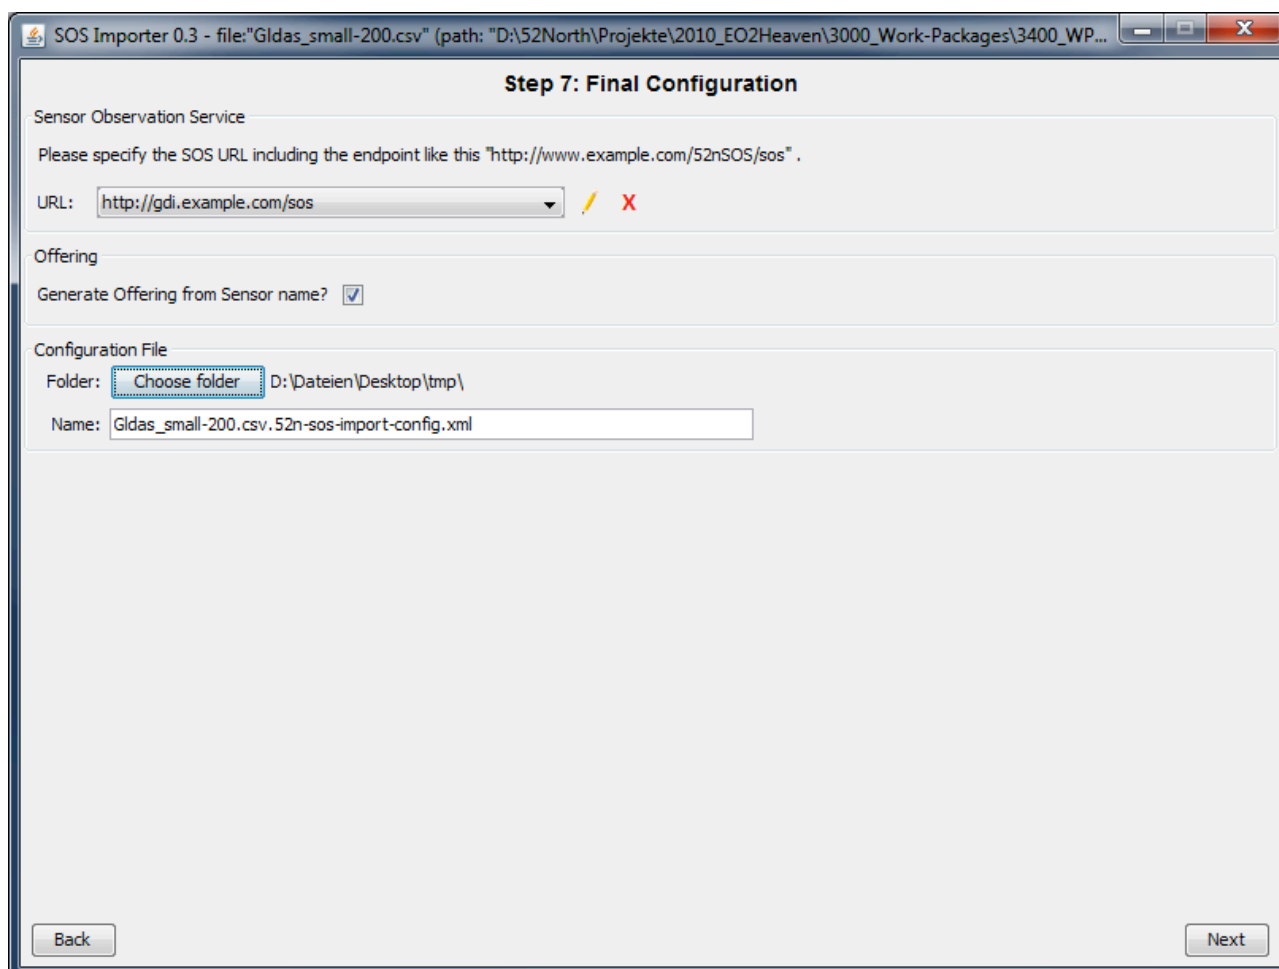 SOS Importer 0.3 - file:"Gldas_small-200.csv" (path: "D:\52North\Projekte\2010_EO2Heaven\3000_Work-Packages\3400_WP...
Step 7: Final Configuration
Sensor Observation Service
Please specify the SOS URL including the endpoint like this "http://www.example.com/52nSOS/sos" .
URL: http://gdi.example.com/sos X
Offering
Generate Offering from Sensor name?
Configuration File
Folder: Choose folder D:\Dateien\Desktop\tmp\
Name: Gldas_small-200.csv.52n-sos-import-config.xml
Back Next